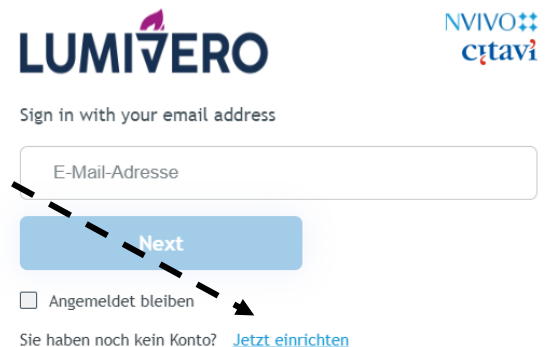 LUMIVERO
NVIVO
citavi
Sign in with your email address
E-Mail-Adresse
Next
Angemeldet bleiben
Sie haben noch kein Konto? Jetzt einrichten